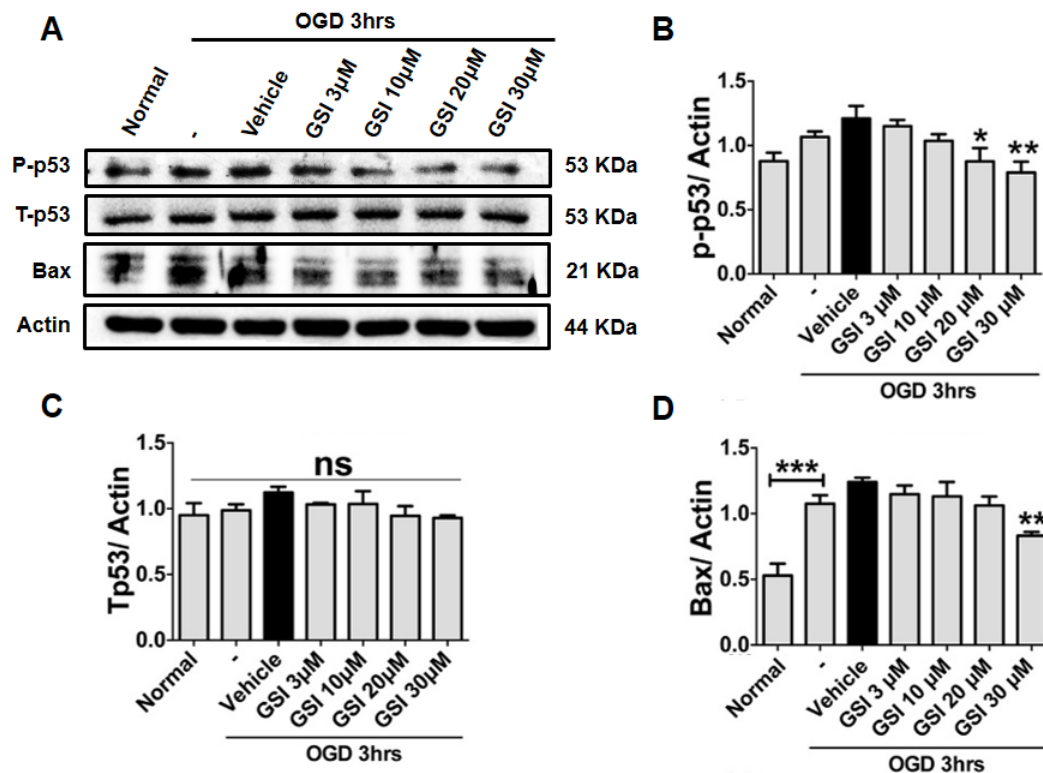 A
OGD 3hrs
Normal
-
Vehicle
GSI 3μM
GSI 10μM
GSI 20μM
GSI 30μM
P-p53
53 KDa
T-p53
53 KDa
Bax
21 KDa
Actin
44 KDa
B
p-p53/ Actin
1.5
1.0
0.5
0.0
*
**
Normal
-
Vehicle
GSI 3 μM
GSI 10 μM
GSI 20 μM
GSI 30 μM
OGD 3hrs
C
Tp53/ Actin
1.5
1.0
0.5
0.0
ns
Normal
-
Vehicle
GSI 3μM
GSI 10μM
GSI 20μM
GSI 30μM
OGD 3hrs
D
Bax/ Actin
1.5
1.0
0.5
0.0
***
**
Normal
-
Vehicle
GSI 3 μM
GSI 10 μM
GSI 20 μM
GSI 30 μM
OGD 3hrs